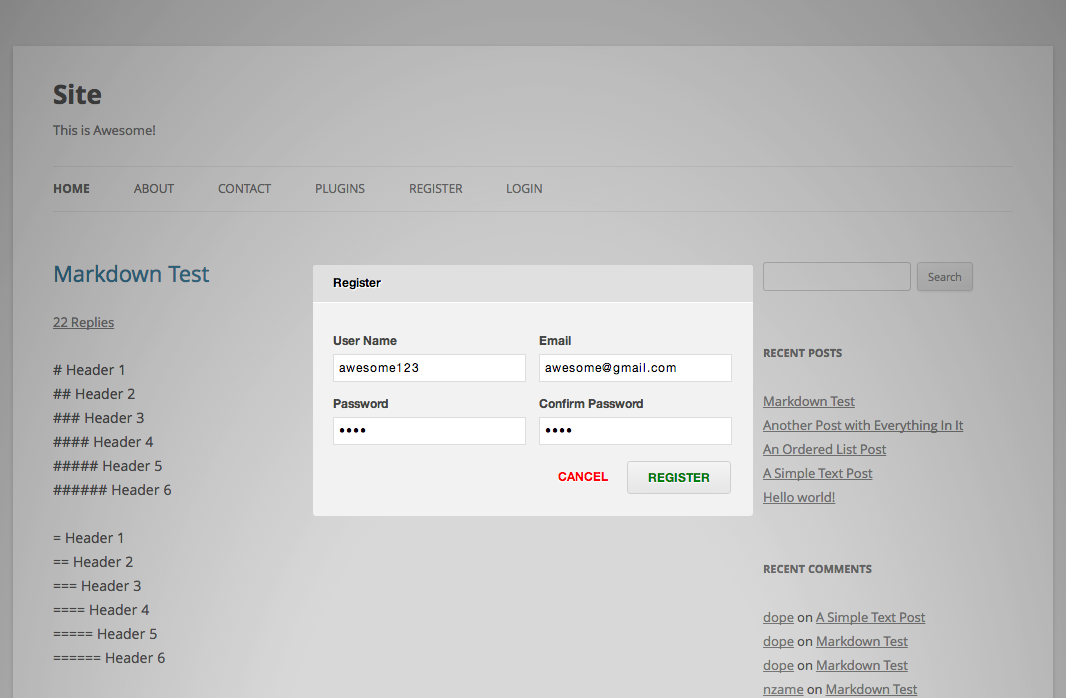 Site
This is Awesome!
HOME ABOUT CONTACT PLUGINS REGISTER LOGIN
Markdown Test
22 Replies
# Header 1
## Header 2
### Header 3
#### Header 4
##### Header 5
###### Header 6
= Header 1
== Header 2
=== Header 3
==== Header 4
===== Header 5
====== Header 6
Register
User Name Email
awesome123 awesome@gmail.com
Password Confirm Password
•••• ••••
CANCEL REGISTER
Search
RECENT POSTS
Markdown Test
Another Post with Everything In It
An Ordered List Post
A Simple Text Post
Hello world!
RECENT COMMENTS
dope on A Simple Text Post
dope on Markdown Test
dope on Markdown Test
nzame on Markdown Test